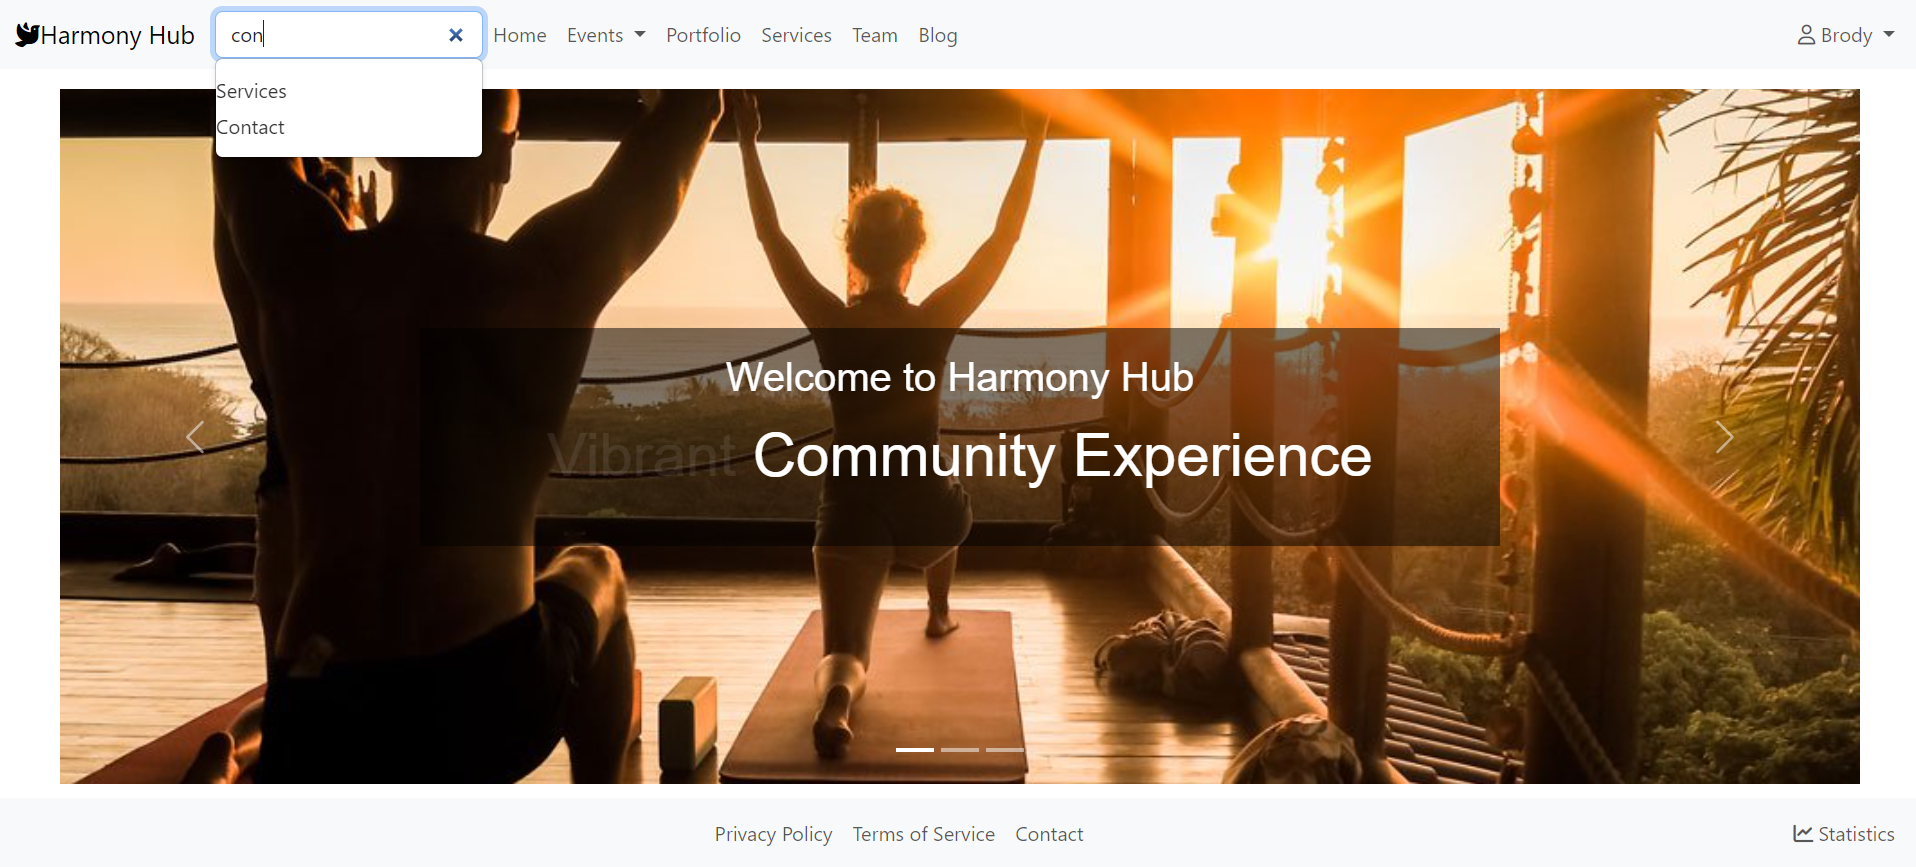 Harmony Hub
con
Home Events Portfolio Services Team Blog
Brody
Services
Contact
Welcome to Harmony Hub
Vibrant Community Experience
Privacy Policy Terms of Service Contact
Statistics